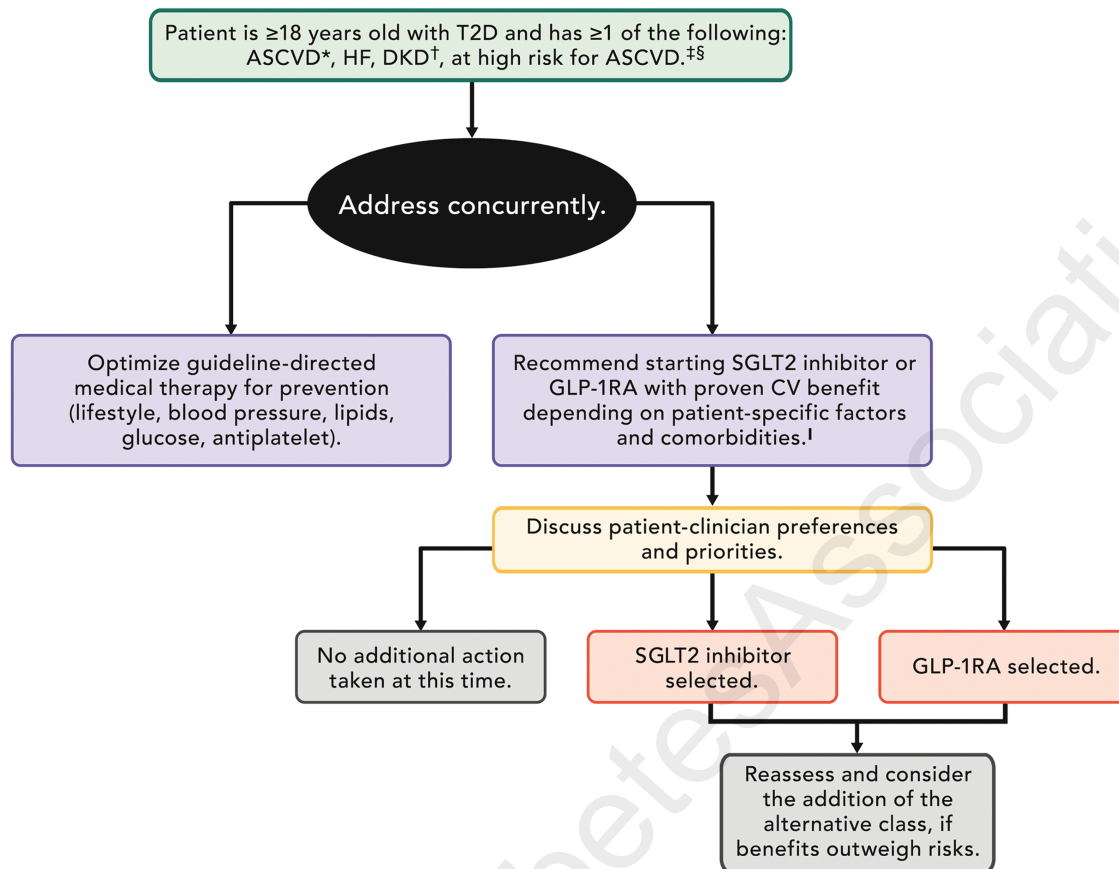 Patient is ≥18 years old with T2D and has ≥1 of the following:
ASCVD*, HF, DKD†, at high risk for ASCVD.‡§
Address concurrently.
Optimize guideline-directed
medical therapy for prevention
(lifestyle, blood pressure, lipids,
glucose, antiplatelet).
Recommend starting SGLT2 inhibitor or
GLP-1RA with proven CV benefit
depending on patient-specific factors
and comorbidities.ǀ
Discuss patient-clinician preferences
and priorities.
No additional action
taken at this time.
SGLT2 inhibitor
selected.
GLP-1RA selected.
Reassess and consider
the addition of the
alternative class, if
benefits outweigh risks.
betesAssociati